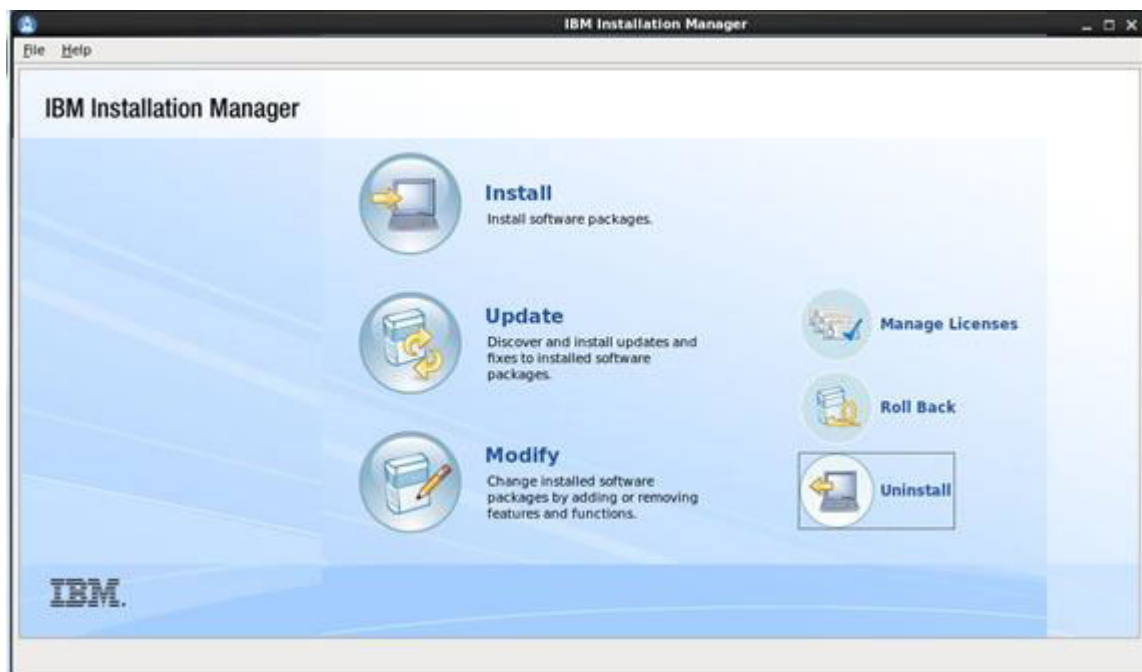 IBM Installation Manager
File Help
IBM Installation Manager
Install
Install software packages.
Update
Discover and install updates and
fixes to installed software
packages.
Modify
Change installed software
packages by adding or removing
features and functions.
Manage Licenses
Roll Back
Uninstall
IBM.